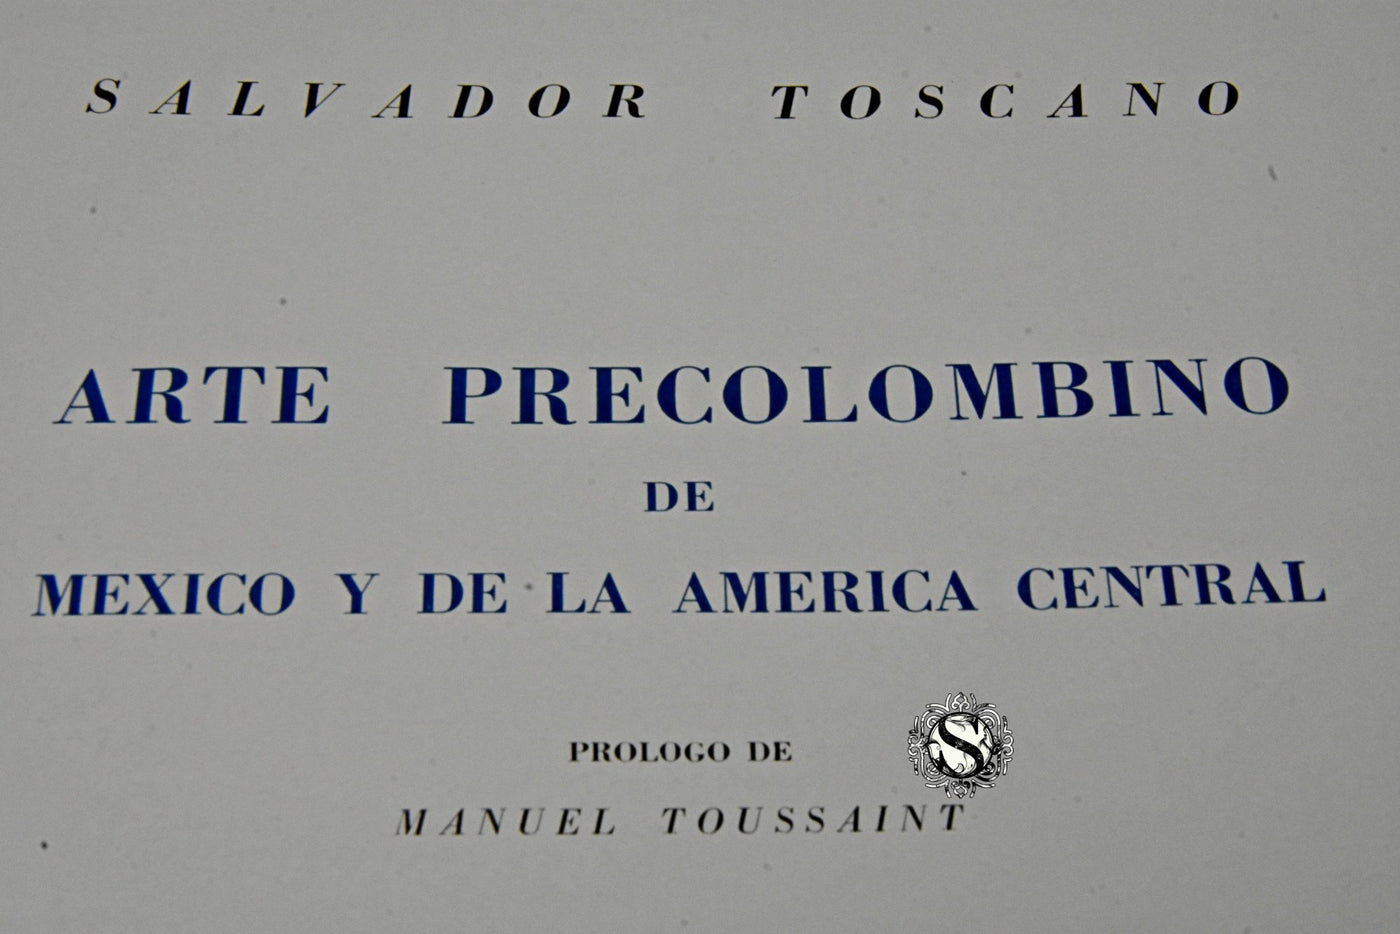 SALVADOR TOSCANO
ARTE PRECOLOMBINO
DE
MEXICO Y DE LA AMERICA CENTRAL
PROLOGO DE
S
MANUEL TOUSSAINT